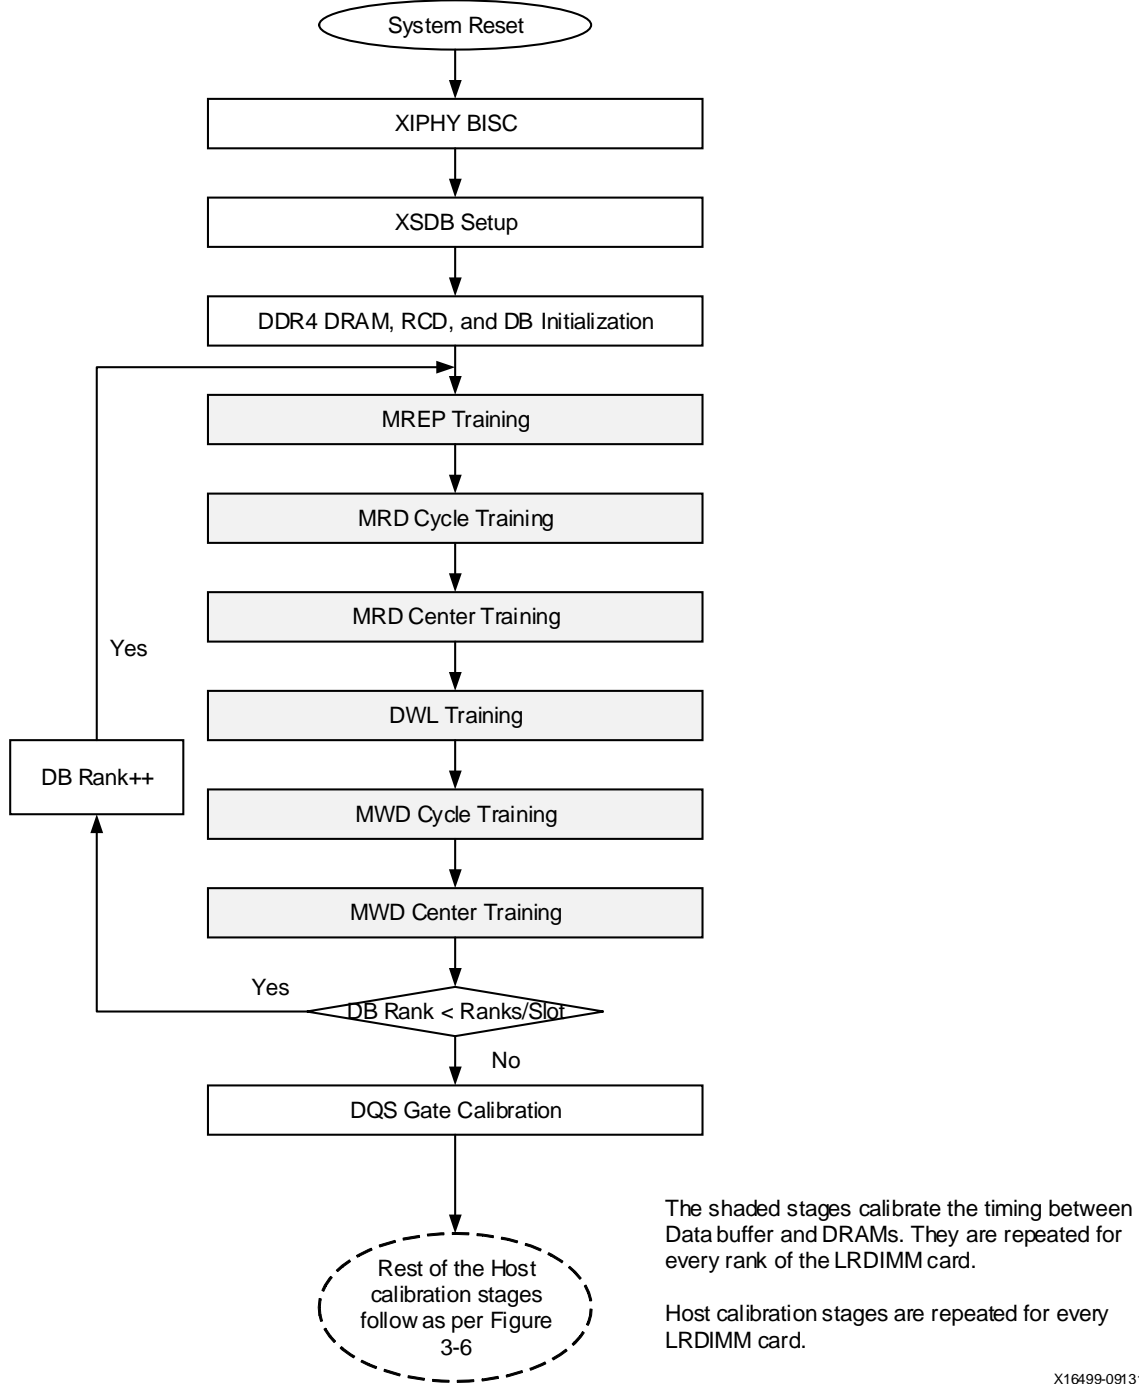 System Reset
XIPHY BISC
XSDB Setup
DDR4 DRAM, RCD, and DB Initialization
MREP Training
MRD Cycle Training
MRD Center Training
Yes
DWL Training
DB Rank++
MWD Cycle Training
MWD Center Training
Yes
DB Rank < Ranks/Slot
No
DQS Gate Calibration
The shaded stages calibrate the timing between
Data buffer and DRAMs. They are repeated for
every rank of the LRDIMM card.
Rest of the Host
calibration stages
follow as per Figure
3-6
Host calibration stages are repeated for every
LRDIMM card.